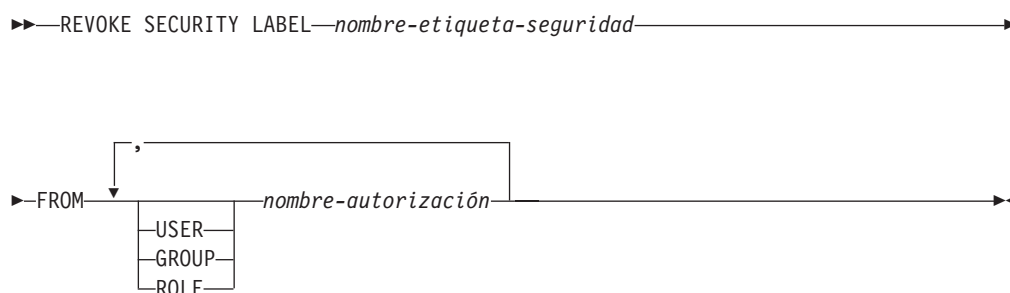 REVOKE SECURITY LABEL nombre-etiqueta-seguridad
,
FROM nombre-autorización
USER
GROUP
ROLE